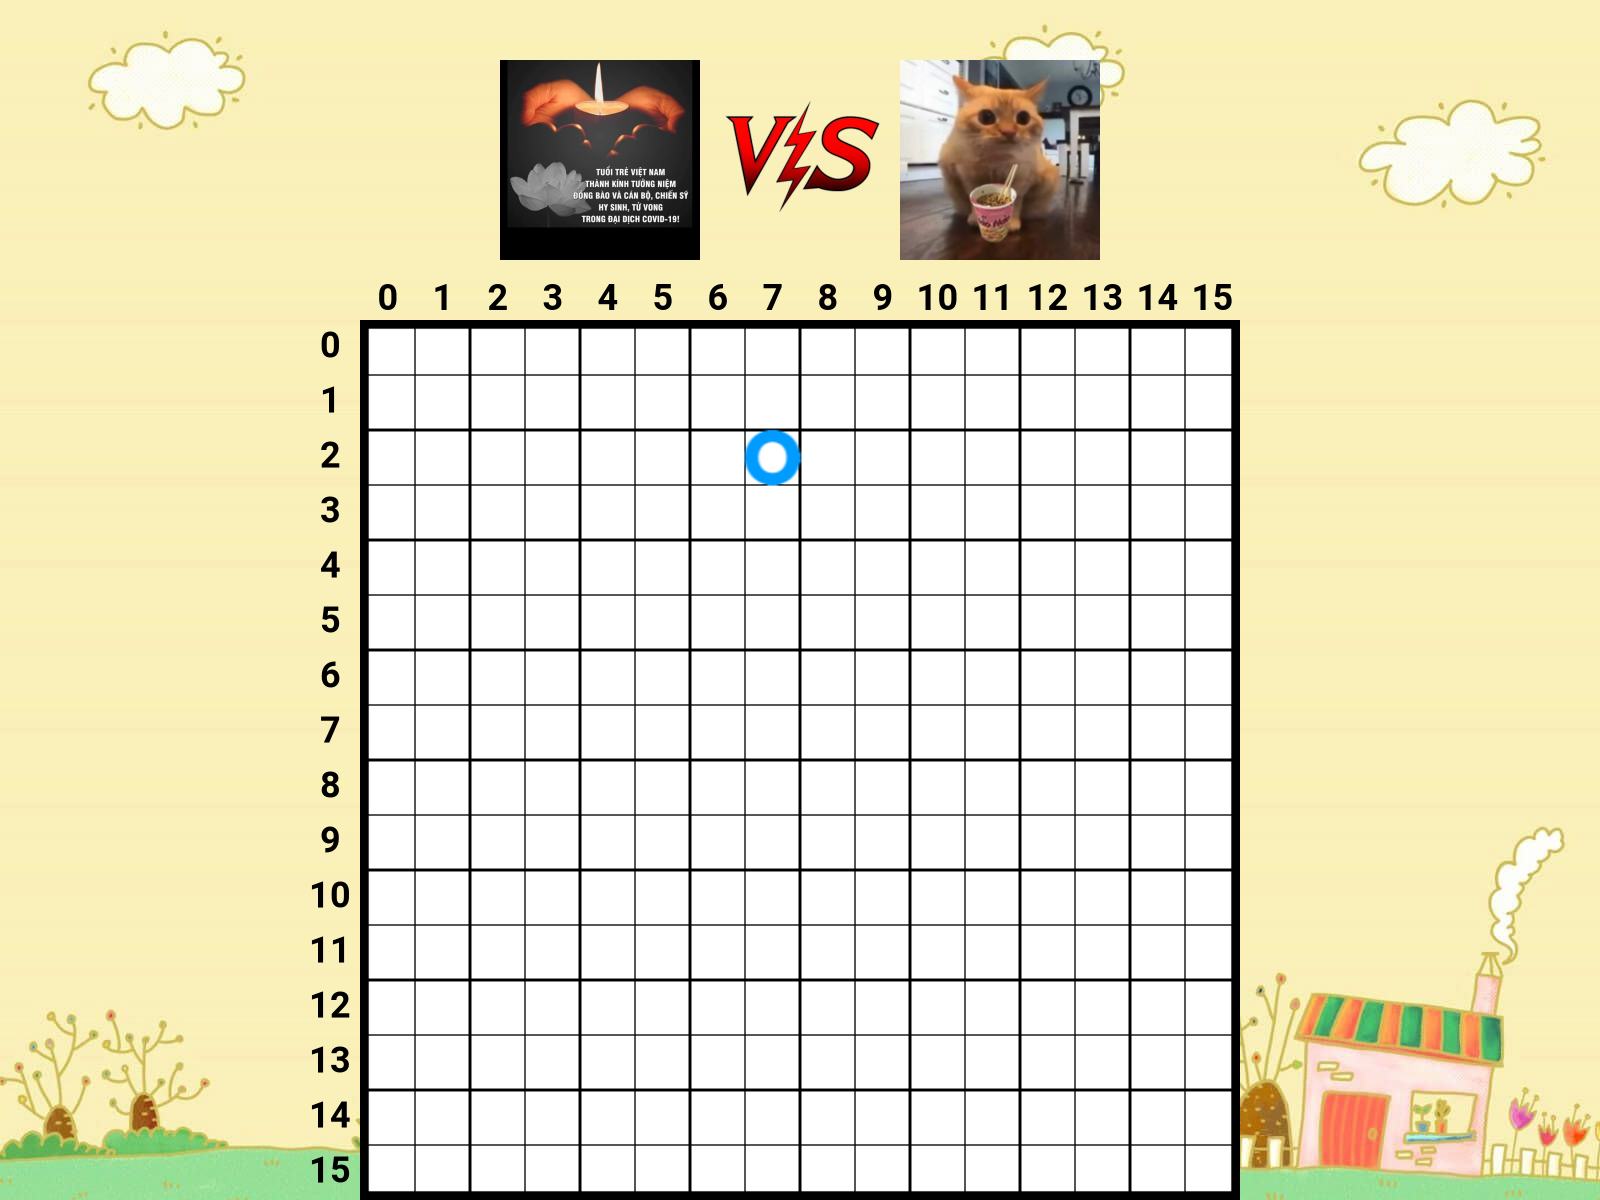 TUỔI TRẺ VIỆT NAM
THÀNH KÍNH TƯỞNG NIỆM
ĐỒNG BÀO VÀ CÁN BỘ, CHIẾN SỸ
HY SINH, TỬ VONG
TRONG ĐẠI DỊCH COVID-19!
VS
0 1 2 3 4 5 6 7 8 9 10 11 12 13 14 15
0
1
2
3
4
5
6
7
8
9
10
11
12
13
14
15